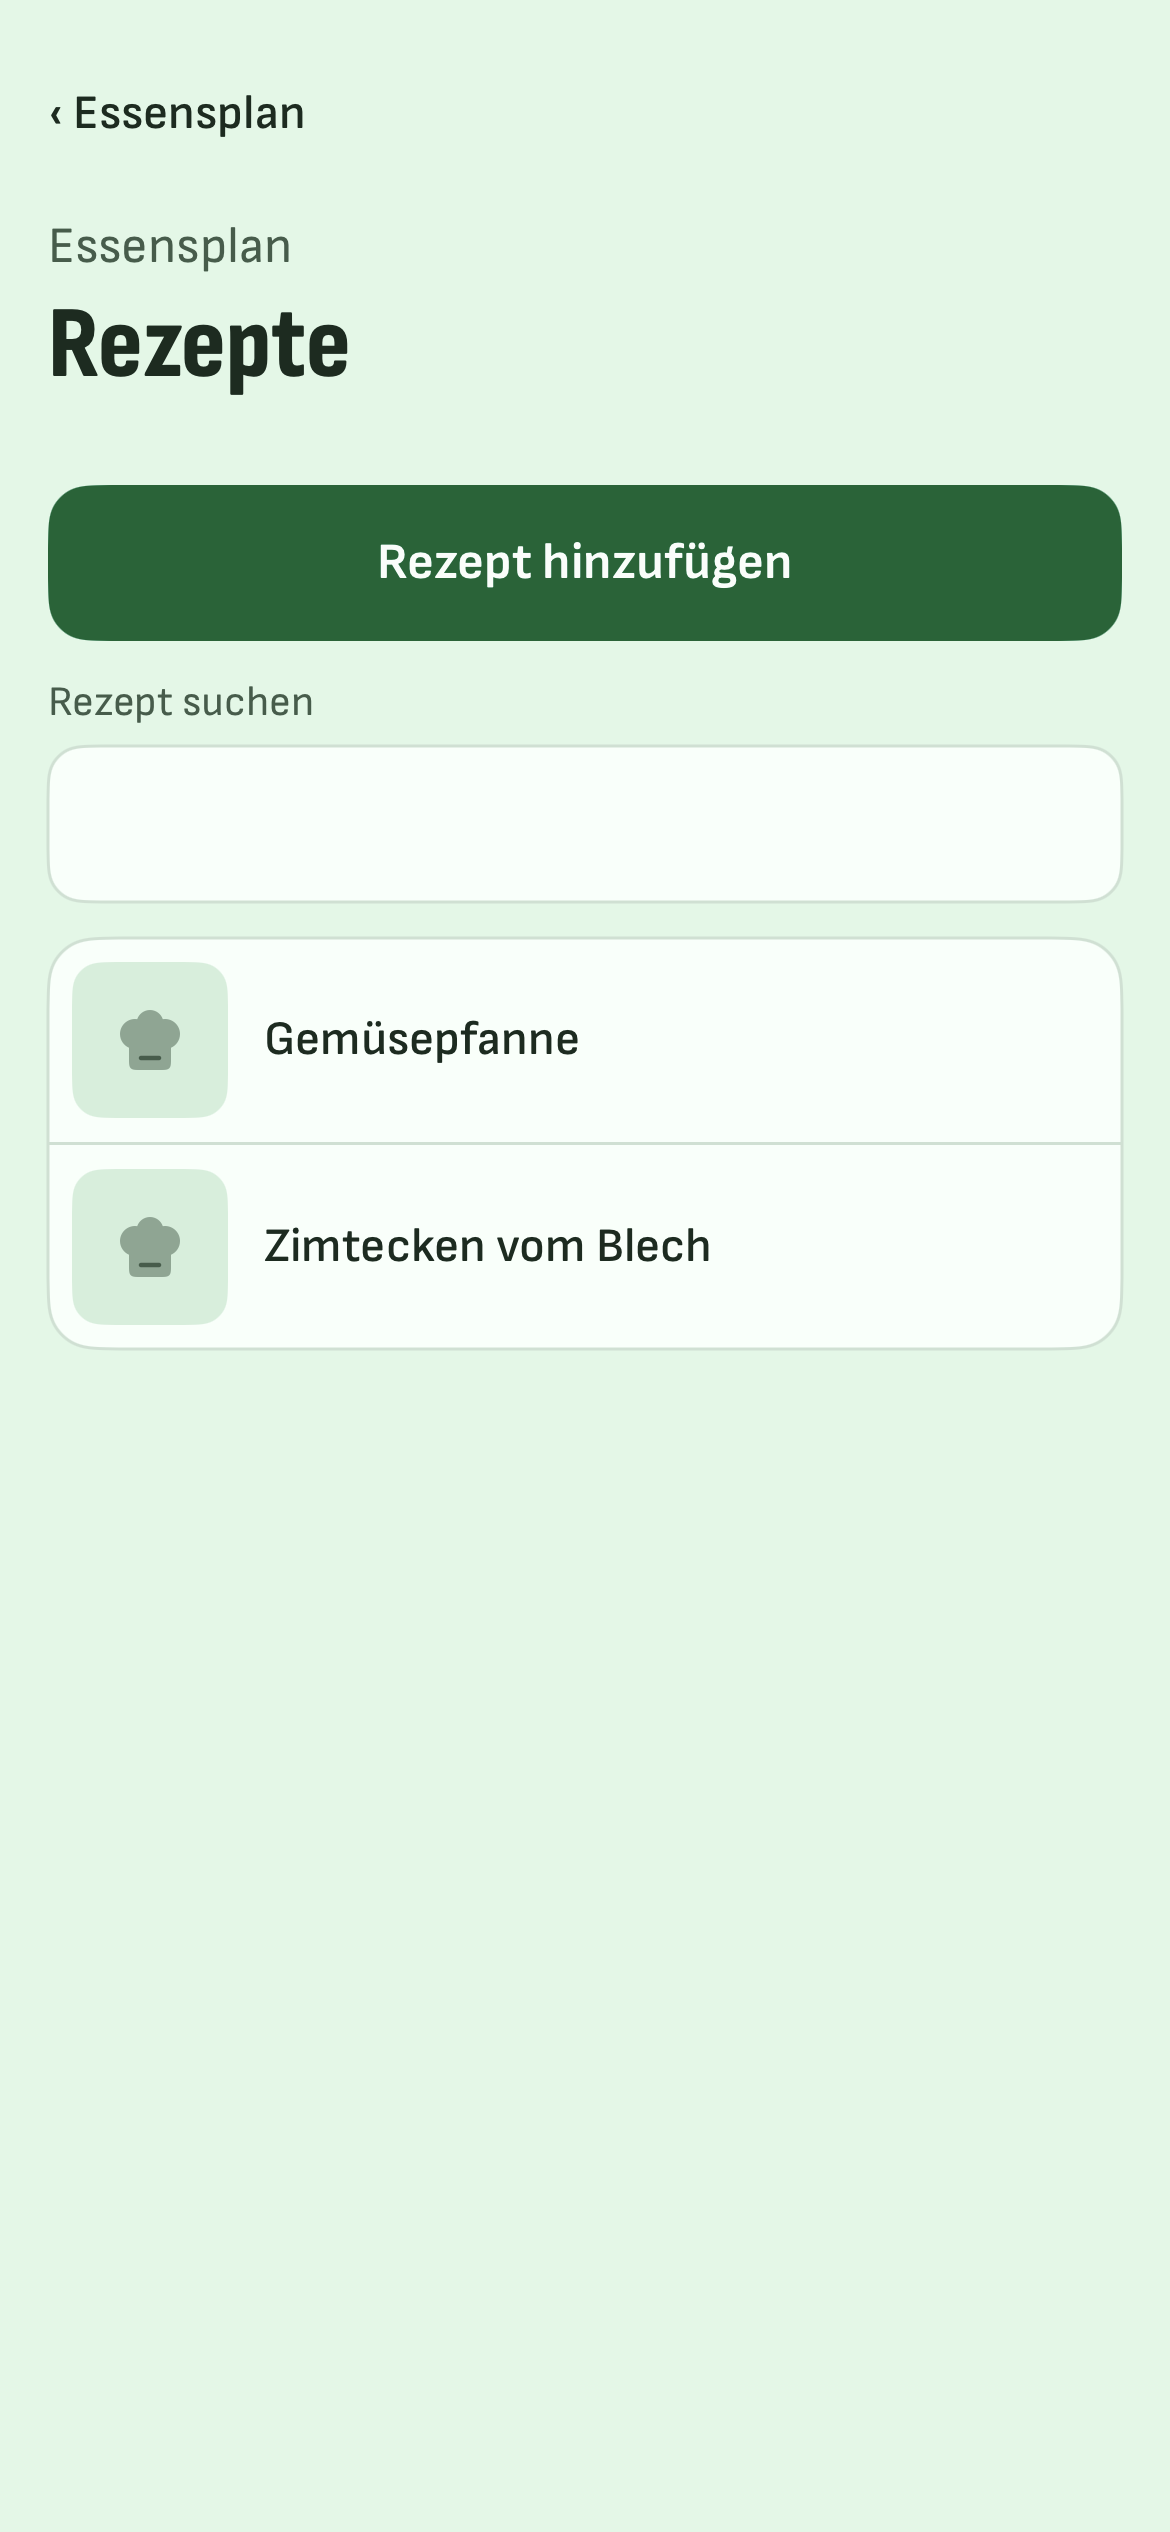 ‹ Essensplan
Essensplan
Rezepte
Rezept hinzufügen
Rezept suchen
Gemüsepfanne
Zimtecken vom Blech